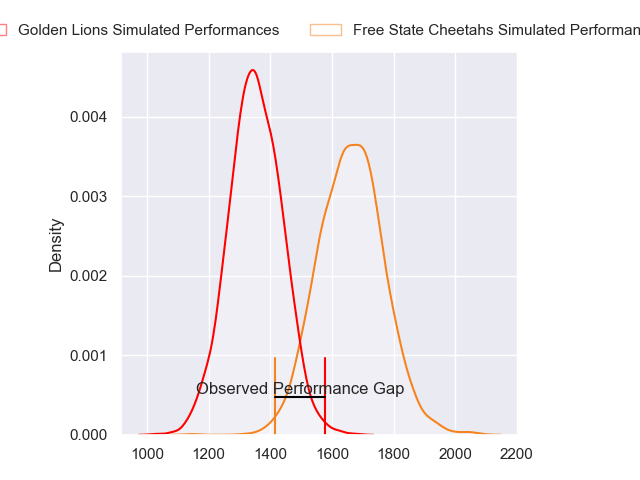 Golden Lions Simulated Performances
Free State Cheetahs Simulated Performan
Density
0.004
0.003
0.002
0.001
0.000
Observed Performance Gap
1000 1200 1400 1600 1800 2000 2200